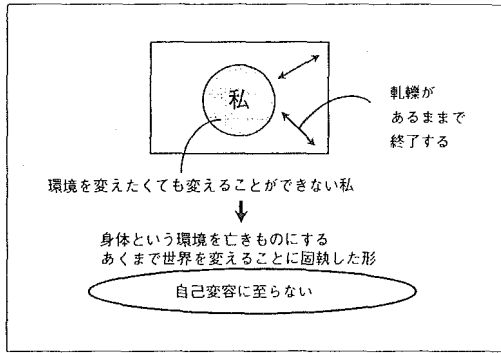 私
軋轢が
あるままで
終了する
環境を変えたくても変えることができない私
身体という環境を亡きものにする
あくまで世界を変えることに固執した形
自己変容に至らない